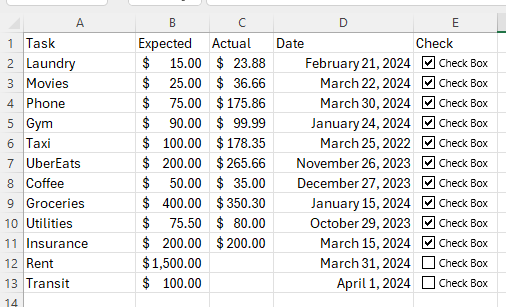 A B C D E
1 Task Expected Actual Date Check
2 Laundry $ 15.00 $ 23.88 February 21, 2024 Check Box
3 Movies $ 25.00 $ 36.66 March 22, 2024 Check Box
4 Phone $ 75.00 $ 175.86 March 30, 2024 Check Box
5 Gym $ 90.00 $ 99.99 January 24, 2024 Check Box
6 Taxi $ 100.00 $ 178.35 March 25, 2022 Check Box
7 UberEats $ 200.00 $ 265.66 November 26, 2023 Check Box
8 Coffee $ 50.00 $ 35.00 December 27, 2023 Check Box
9 Groceries $ 400.00 $ 350.30 January 15, 2024 Check Box
10 Utilities $ 75.50 $ 80.00 October 29, 2023 Check Box
11 Insurance $ 200.00 $ 200.00 March 15, 2024 Check Box
12 Rent $ 1,500.00 March 31, 2024 Check Box
13 Transit $ 100.00 April 1, 2024 Check Box
14